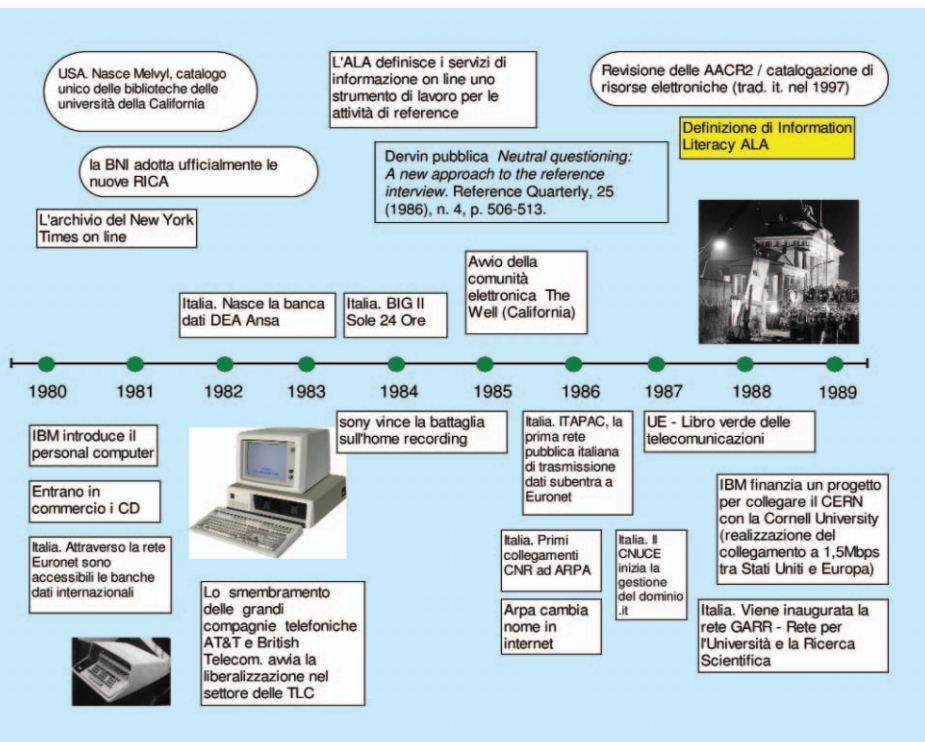 USA. Nasce Melvyl, catalogo
unico delle biblioteche delle
università della California
L'ALA definisce i servizi di
informazione on line uno
strumento di lavoro per le
attività di reference
Revisione delle AACR2 / catalogazione di
risorse elettroniche (trad. it. nel 1997)
Definizione di Information
Literacy ALA
la BNI adotta ufficialmente le
nuove RICA
Dervin pubblica Neutral questioning:
A new approach to the reference
interview. Reference Quarterly, 25
(1986), n. 4, p. 506-513.
L'archivio del New York
Times on line
Avvio della
comunità
elettronica The
Well (California)
Italia. Nasce la banca
dati DEA Ansa
Italia. BIG Il
Sole 24 Ore
1980 1981 1982 1983 1984 1985 1986 1987 1988 1989
IBM introduce il
personal computer
sony vince la battaglia
sull'home recording
Italia. ITAPAC, la
prima rete
pubblica italiana
di trasmissione
dati subentra a
Euronet
UE - Libro verde delle
telecomunicazioni
Entrano in
commercio i CD
IBM finanzia un progetto
per collegare il CERN
con la Cornell University
(realizzazione del
collegamento a 1,5Mbps
tra Stati Uniti e Europa)
Italia. Attraverso la rete
Euronet sono
accessibili le banche
dati internazionali
Italia. Primi
collegamenti
CNR ad ARPA
Italia. Il
CNUCE
inizia la
gestione
del dominio
.it
Lo smembramento
delle grandi
compagnie telefoniche
AT&T e British
Telecom. avvia la
liberalizzazione nel
settore delle TLC
Arpa cambia
nome in
internet
Italia. Viene inaugurata la
rete GARR - Rete per
l'Università e la Ricerca
Scientifica